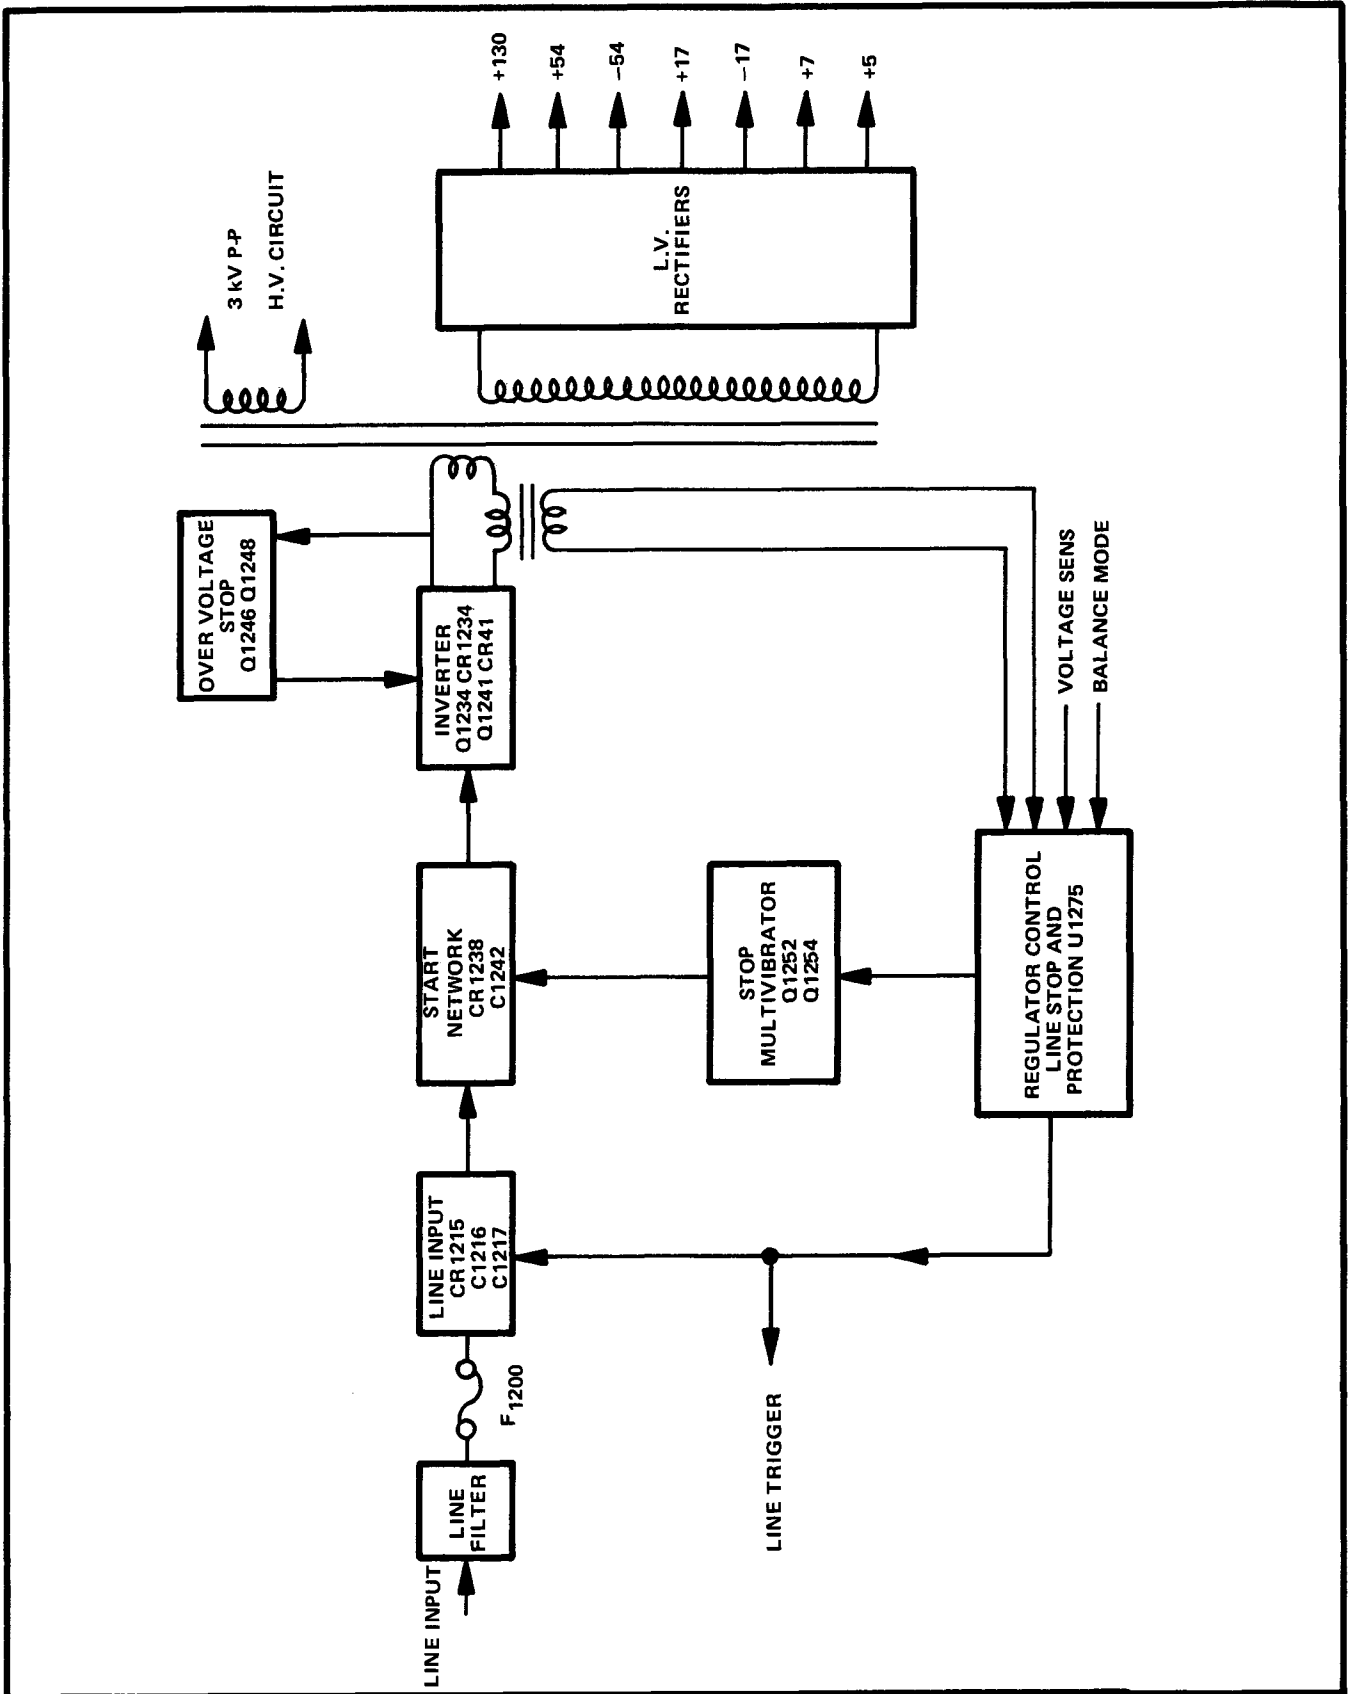 LINE INPUT
LINE
FILTER
F1200
LINE INPUT
CR1215
C1216
C1217
START
NETWORK
CR1238
C1242
INVERTER
Q1234 CR1234
Q1241 CR41
OVER VOLTAGE
STOP
Q1246 Q1248
3 kV P-P
H.V. CIRCUIT
L.V.
RECTIFIERS
+130
+54
−54
+17
−17
+7
+5
STOP
MULTIVIBRATOR
Q1252
Q1254
LINE TRIGGER
REGULATOR CONTROL
LINE STOP AND
PROTECTION U1275
VOLTAGE SENS
BALANCE MODE